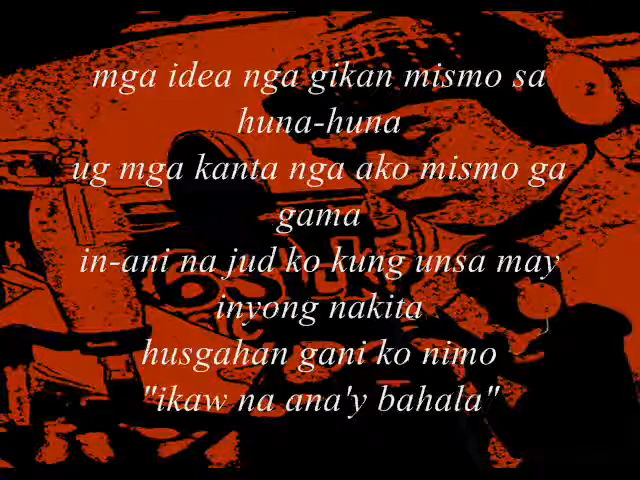 mga idea nga gikan mismo sa
huna-huna
ug mga kanta nga ako mismo ga
gama
in-ani na jud ko kung unsa may
inyong nakita
husgahan gani ko nimo
"ikaw na ana'y bahala"